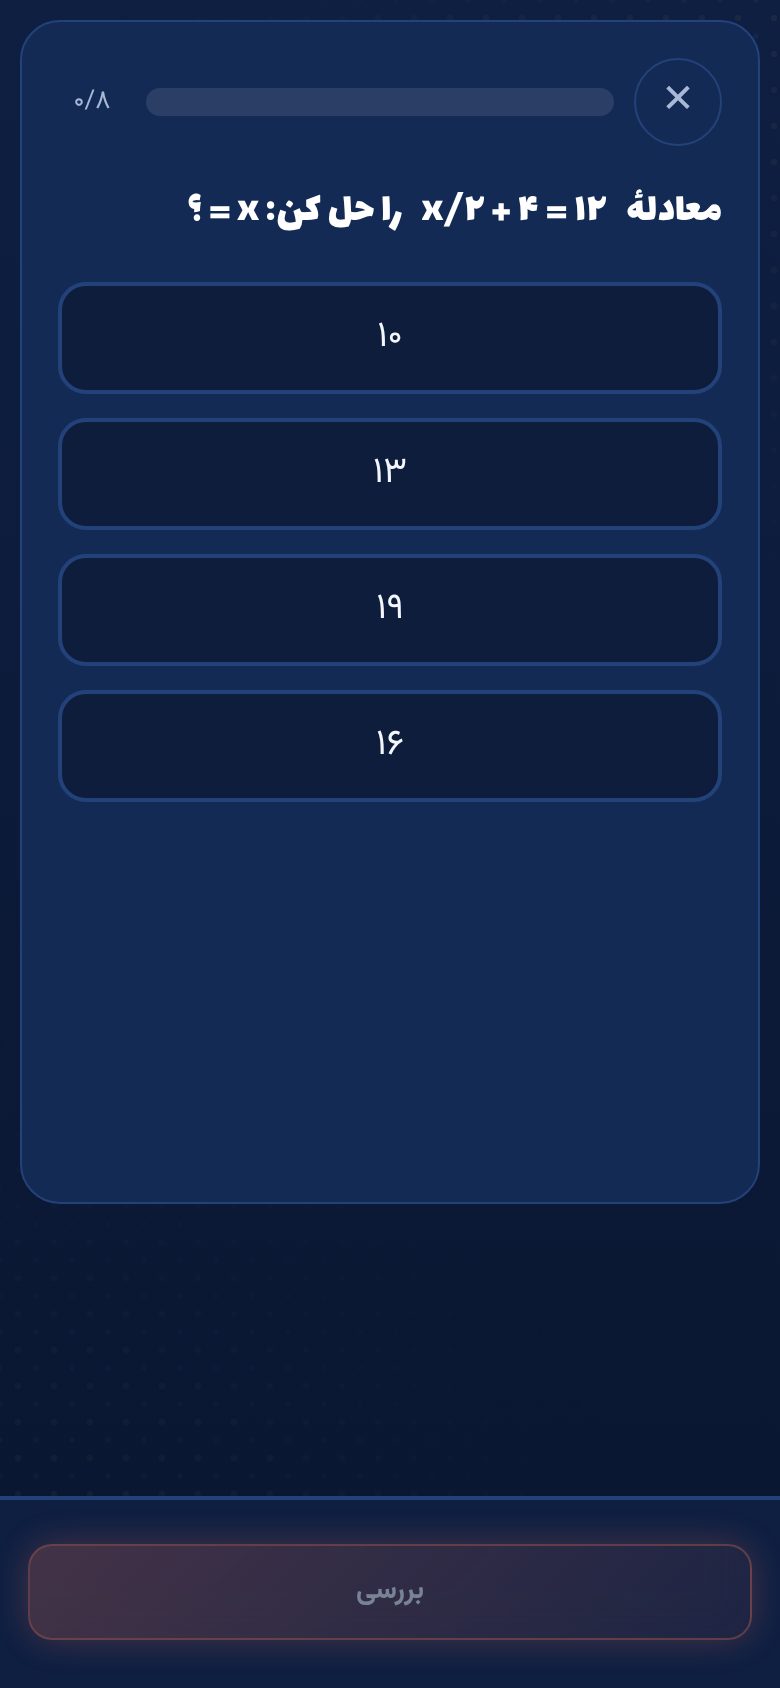 ۰/۸
معادلهٔ x/۲ + ۴ = ۱۲ را حل کن: x = ؟
۱۰
۱۳
۱۹
۱۶
بررسی